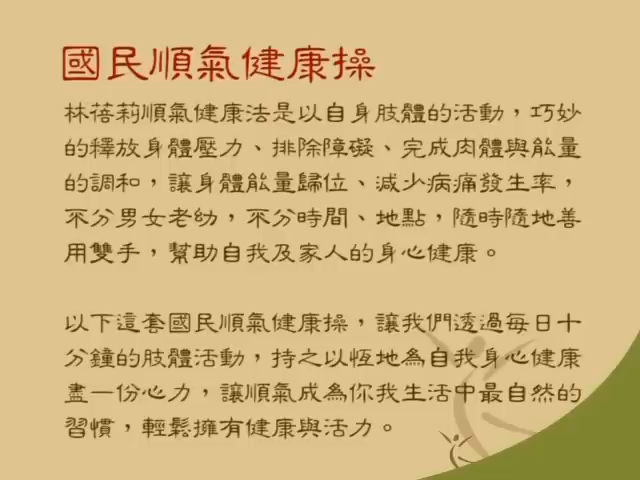 國民順氣健康操
林蓓莉順氣健康法是以自身肢體的活動，巧妙
的釋放身體壓力、排除障礙、完成肉體與能量
的調和，讓身體能量歸位、減少病痛發生率，
不分男女老幼，不分時間、地點，隨時隨地善
用雙手，幫助自我及家人的身心健康。
以下這套國民順氣健康操，讓我們透過每日十
分鐘的肢體活動，持之以恆地為自我身心健康
盡一份心力，讓順氣成為你我生活中最自然的
習慣，輕鬆擁有健康與活力。